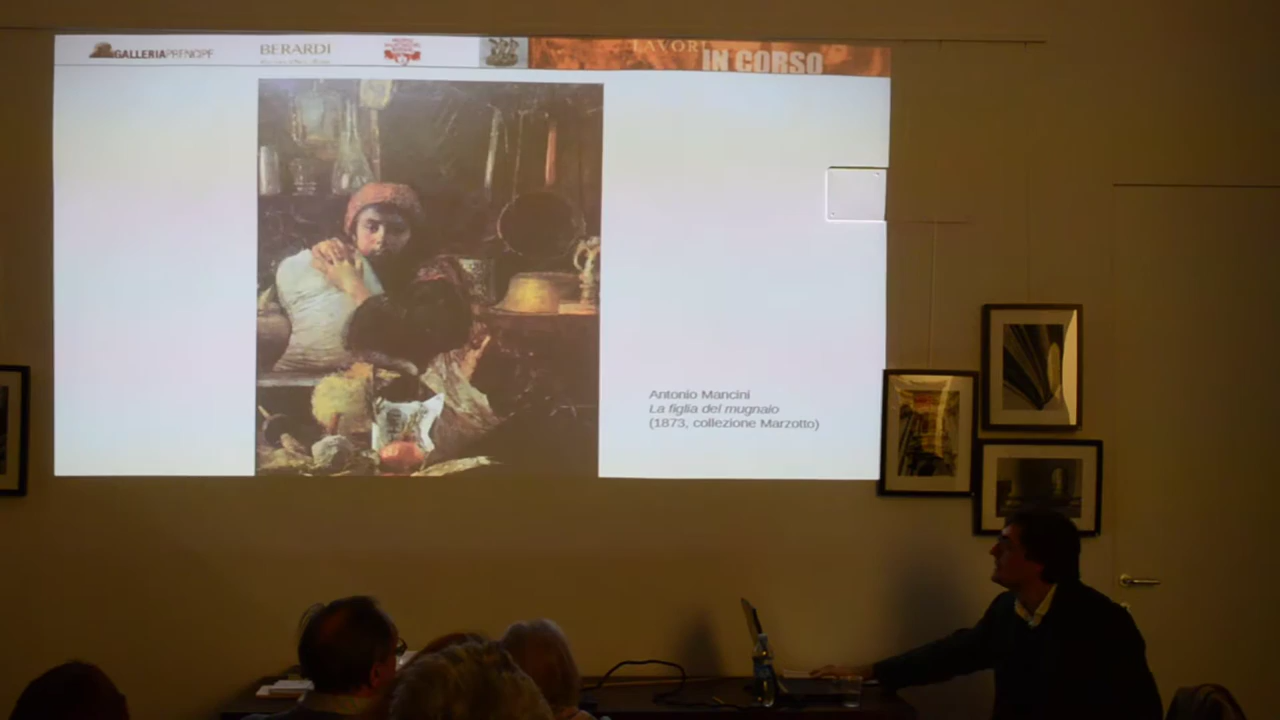 GALLERIAPRENCIPE
BERARDI
LAVORI
IN CORSO
Antonio Mancini
La figlia del mugnaio
(1873, collezione Marzotto)